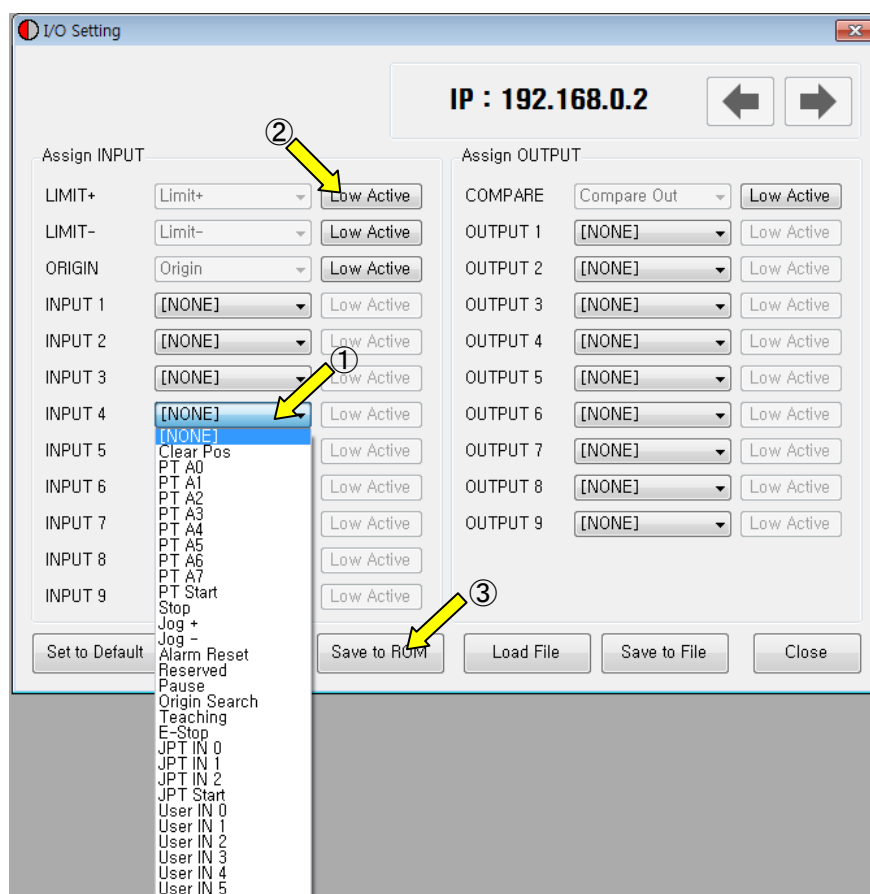 I/O Setting
IP : 192.168.0.2
②
Assign INPUT
LIMIT+ Limit+ Low Active
LIMIT- Limit- Low Active
ORIGIN Origin Low Active
INPUT 1 [NONE] Low Active
INPUT 2 [NONE] Low Active
①
INPUT 3 [NONE] Low Active
INPUT 4 [NONE] Low Active
INPUT 5 Low Active
INPUT 6 Low Active
INPUT 7 Low Active
INPUT 8 Low Active
INPUT 9 Low Active
[NONE]
Clear Pos
PT A0
PT A1
PT A2
PT A3
PT A4
PT A5
PT A6
PT A7
PT Start
Stop
Jog +
Jog -
Alarm Reset
Reserved
Pause
Origin Search
Teaching
E-Stop
JPT IN 0
JPT IN 1
JPT IN 2
JPT Start
User IN 0
User IN 1
User IN 2
User IN 3
User IN 4
User IN 5
Assign OUTPUT
COMPARE Compare Out Low Active
OUTPUT 1 [NONE] Low Active
OUTPUT 2 [NONE] Low Active
OUTPUT 3 [NONE] Low Active
OUTPUT 4 [NONE] Low Active
OUTPUT 5 [NONE] Low Active
OUTPUT 6 [NONE] Low Active
OUTPUT 7 [NONE] Low Active
OUTPUT 8 [NONE] Low Active
OUTPUT 9 [NONE] Low Active
③
Set to Default Save to ROM Load File Save to File Close